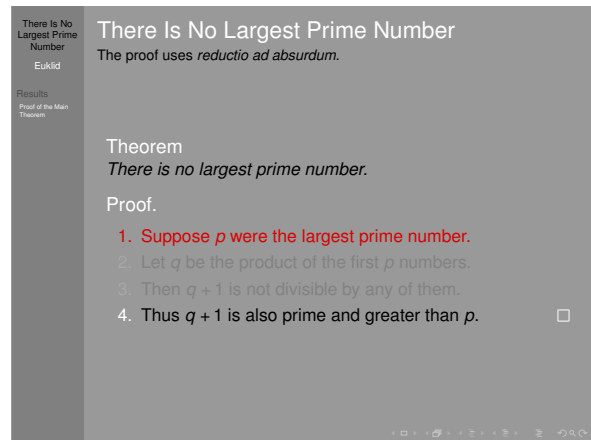 There Is No
Largest Prime
Number
Euklid
Results
Proof of the Main
Theorem
There Is No Largest Prime Number
The proof uses reductio ad absurdum.
Theorem
There is no largest prime number.
Proof.
1. Suppose p were the largest prime number.
2. Let q be the product of the first p numbers.
3. Then q + 1 is not divisible by any of them.
4. Thus q + 1 is also prime and greater than p.